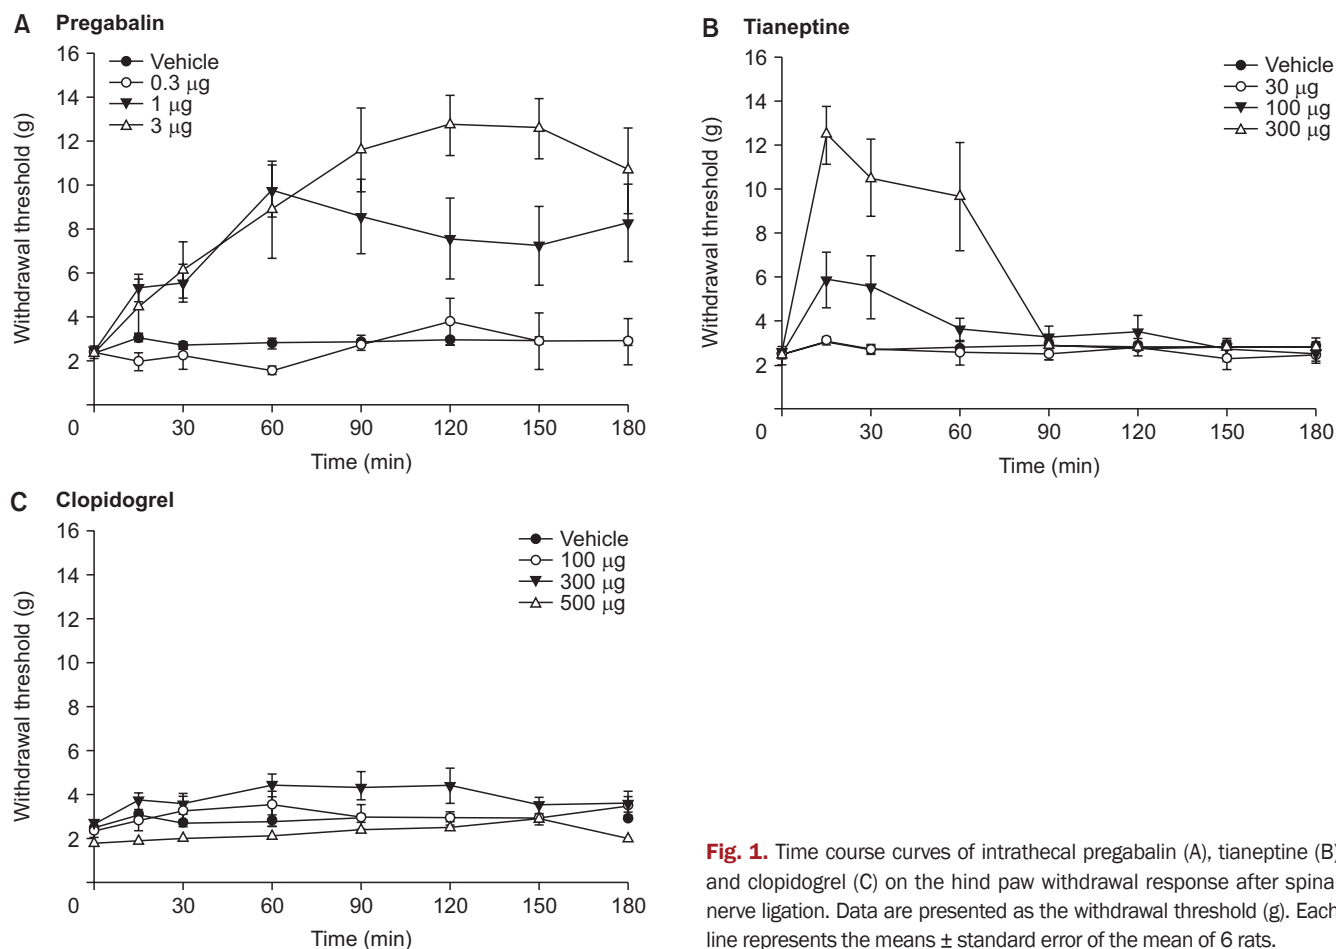 A Pregabalin
16
14
12
10
8
6
4
2
0
Withdrawal threshold (g)
Vehicle
0.3 μg
1 μg
3 μg
30 60 90 120 150 180
Time (min)
B Tianeptine
16
14
12
10
8
6
4
2
0
Withdrawal threshold (g)
Vehicle
30 μg
100 μg
300 μg
30 60 90 120 150 180
Time (min)
C Clopidogrel
16
14
12
10
8
6
4
2
0
Withdrawal threshold (g)
Vehicle
100 μg
300 μg
500 μg
30 60 90 120 150 180
Time (min)
Fig. 1. Time course curves of intrathecal pregabalin (A), tianeptine (B)
and clopidogrel (C) on the hind paw withdrawal response after spina
nerve ligation. Data are presented as the withdrawal threshold (g). Each
line represents the means ± standard error of the mean of 6 rats.